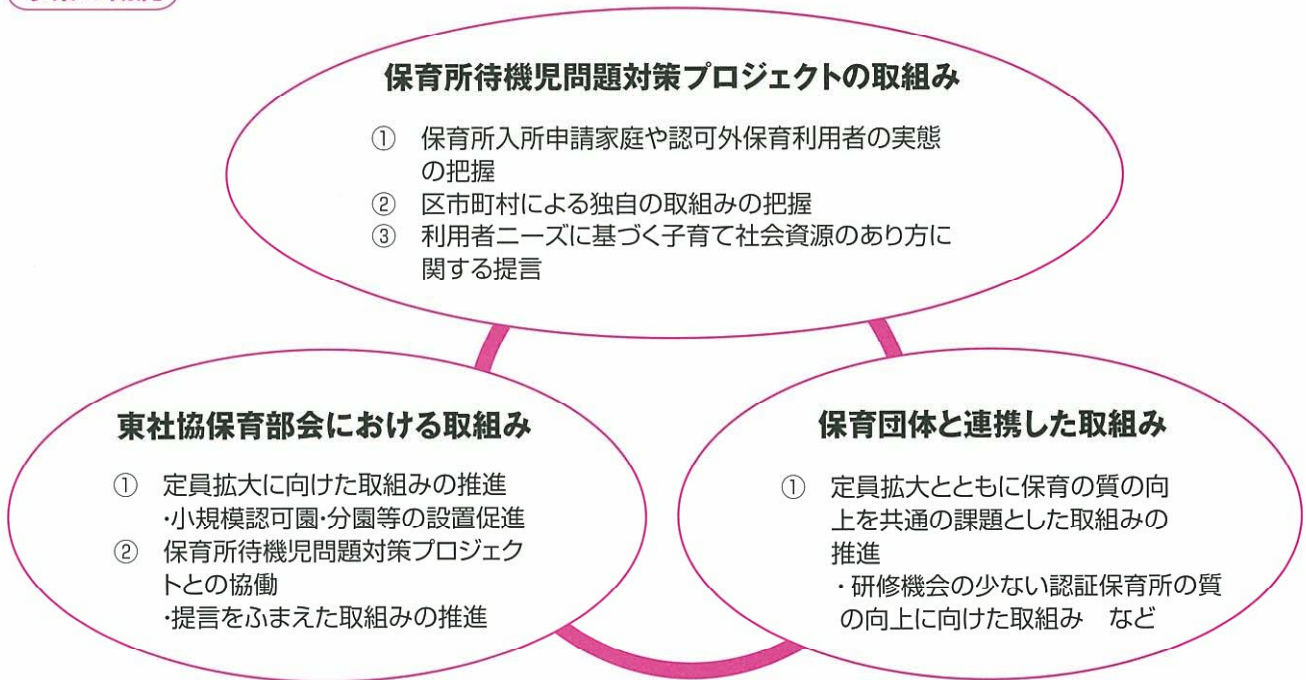 保育所待機児問題対策プロジェクトの取組み
① 保育所入所申請家庭や認可外保育利用者の実態
の把握
② 区市町村による独自の取組みの把握
③ 利用者ニーズに基づく子育て社会資源のあり方に
関する提言
東社協保育部会における取組み
① 定員拡大に向けた取組みの推進
・小規模認可園・分園等の設置促進
② 保育所待機児問題対策プロジェク
トとの協働
・提言をふまえた取組みの推進
保育団体と連携した取組み
① 定員拡大とともに保育の質の向
上を共通の課題とした取組みの
推進
・研修機会の少ない認証保育所の質
の向上に向けた取組み など